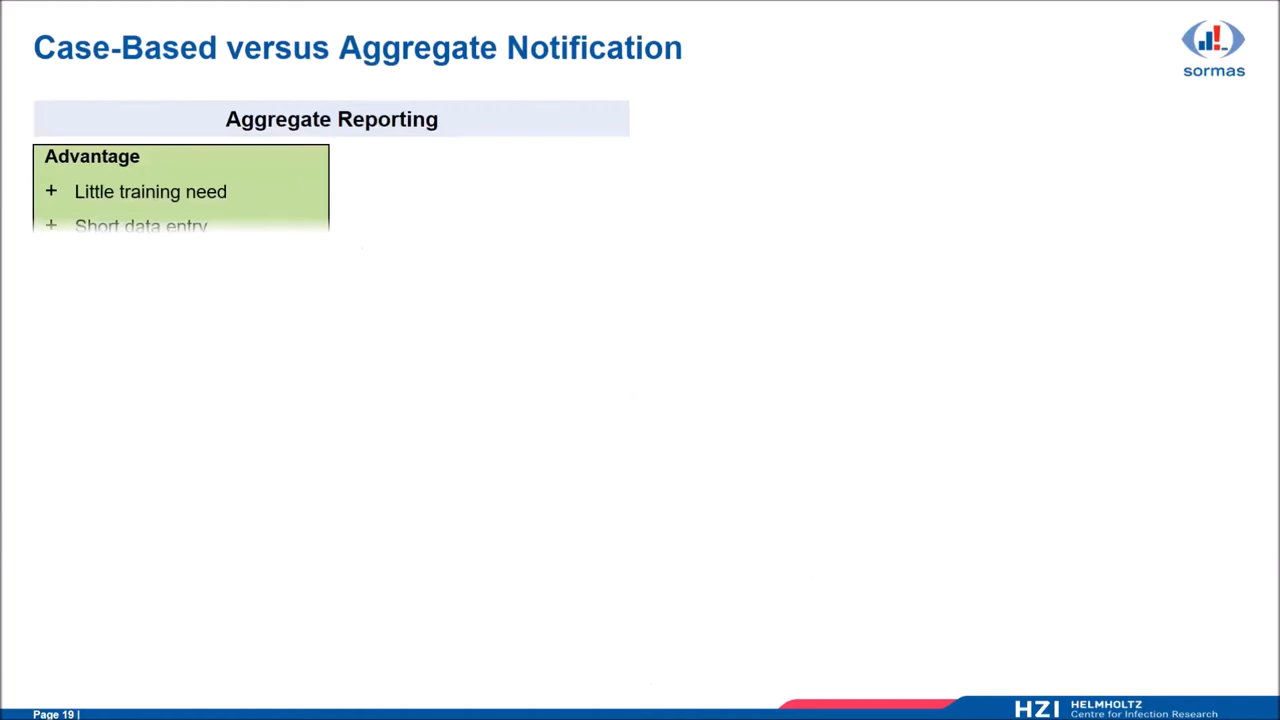 Case-Based versus Aggregate Notification
sormas
Aggregate Reporting
Advantage
+ Little training need
+ Short data entry
Page 19 |
HZI HELMHOLTZ
Centre for Infection Research